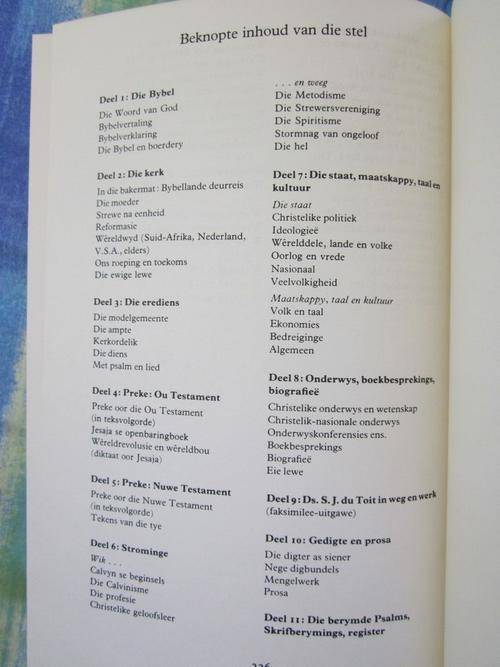 Beknopte inhoud van die stel
Deel 1: Die Bybel
Die Woord van God
Bybelvertaling
Bybelverklaring
Die Bybel en boerdery
Deel 2: Die kerk
In die bakermat: Bybellande deurreis
Die moeder
Strewe na eenheid
Reformasie
Wêreldwyd (Suid-Afrika, Nederland,
V.S.A., elders)
Ons roeping en toekoms
Die ewige lewe
Deel 3: Die erediens
Die modelgemeente
Die ampte
Kerkordelik
Die diens
Met psalm en lied
Deel 4: Preke: Ou Testament
Preke oor die Ou Testament
(in teksvolgorde)
Jesaja se openbaringboek
Wêreldrevolusie en wêreldbou
(diktaat oor Jesaja)
Deel 5: Preke: Nuwe Testament
Preke oor die Nuwe Testament
(in teksvolgorde)
Tekens van die tye
Deel 6: Strominge
Wik . . .
Calvyn se beginsels
Die Calvinisme
Die profesie
Christelike geloofsleer
. . . en weeg
Die Metodisme
Die Strewersvereniging
Die Spiritisme
Stormnag van ongeloof
Die hel
Deel 7: Die staat, maatskappy, taal en
kultuur
Die staat
Christelike politiek
Ideologieë
Wêrelddele, lande en volke
Oorlog en vrede
Nasionaal
Veelvolkigheid
Maatskappy, taal en kultuur
Volk en taal
Ekonomies
Bedreiginge
Algemeen
Deel 8: Onderwys, boekbesprekings,
biografieë
Christelike onderwys en wetenskap
Christelik-nasionale onderwys
Onderwyskonferensies ens.
Boekbesprekings
Biografieë
Eie lewe
Deel 9: Ds. S. J. du Toit in weg en werk
(faksimilee-uitgawe)
Deel 10: Gedigte en prosa
Die digter as siener
Nege digbundels
Mengelwerk
Prosa
Deel 11: Die berymde Psalms,
Skrifberymings, register